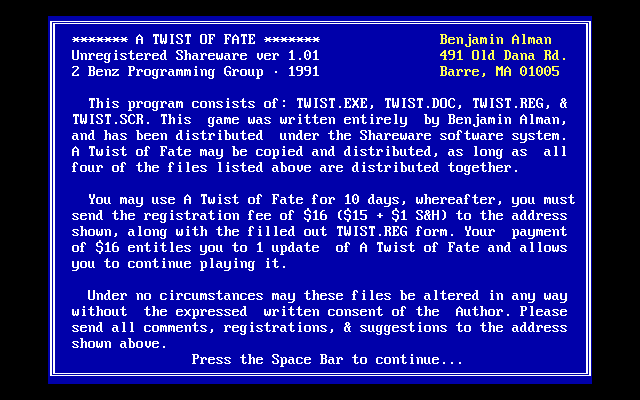 ******* A TWIST OF FATE ******* Benjamin Alman
Unregistered Shareware ver 1.01 491 Old Dana Rd.
2 Benz Programming Group · 1991 Barre, MA 01005
This program consists of: TWIST.EXE, TWIST.DOC, TWIST.REG, &
TWIST.SCR. This  game was written entirely  by Benjamin Alman,
and has been distributed  under the Shareware software system.
A Twist of Fate may be copied and distributed, as long as  all
four of the files listed above are distributed together.
You may use A Twist of Fate for 10 days, whereafter, you must
send the registration fee of $16 ($15 + $1 S&H) to the address
shown, along with the filled out TWIST.REG form. Your  payment
of $16 entitles you to 1 update  of A Twist of Fate and allows
you to continue playing it.
Under no circumstances may these files be altered in any way
without  the expressed  written consent of the  Author. Please
send all comments, registrations, & suggestions to the address
shown above.
Press the Space Bar to continue...